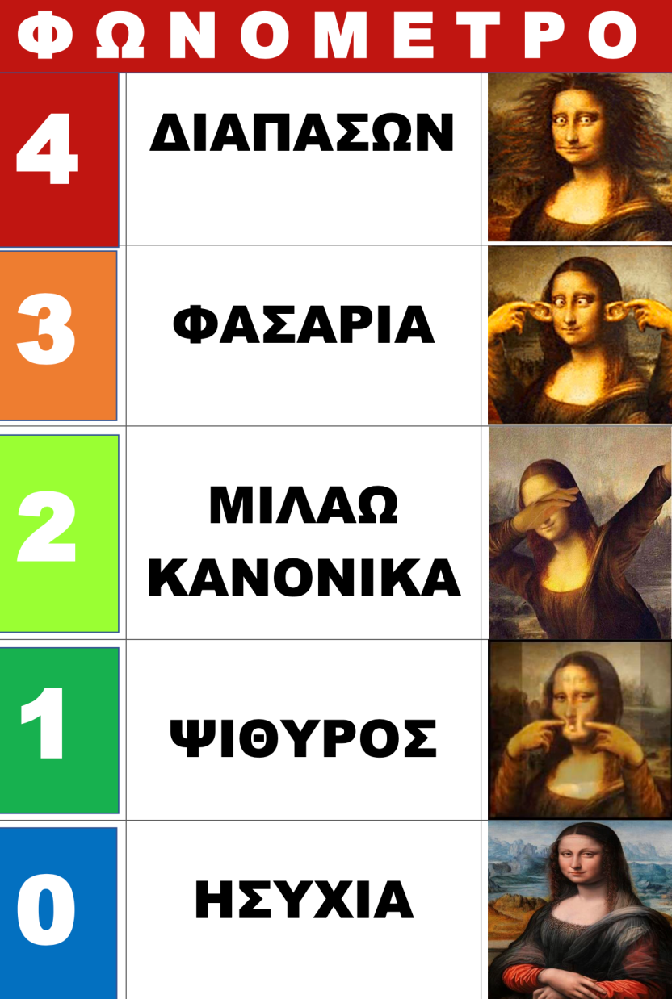 ΦΩΝΟΜΕΤΡΟ
4
ΔΙΑΠΑΣΩΝ
3
ΦΑΣΑΡΙΑ
2
ΜΙΛΑΩ
ΚΑΝΟΝΙΚΑ
1
ΨΙΘΥΡΟΣ
0
ΗΣΥΧΙΑ